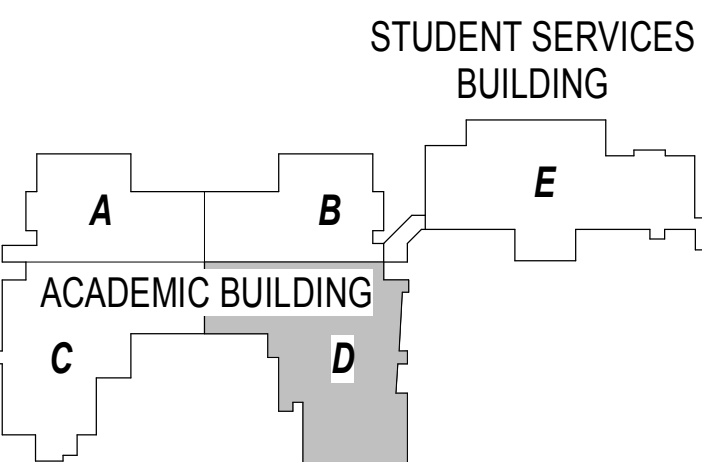 STUDENT SERVICES
BUILDING
A
B
E
ACADEMIC BUILDING
C
D